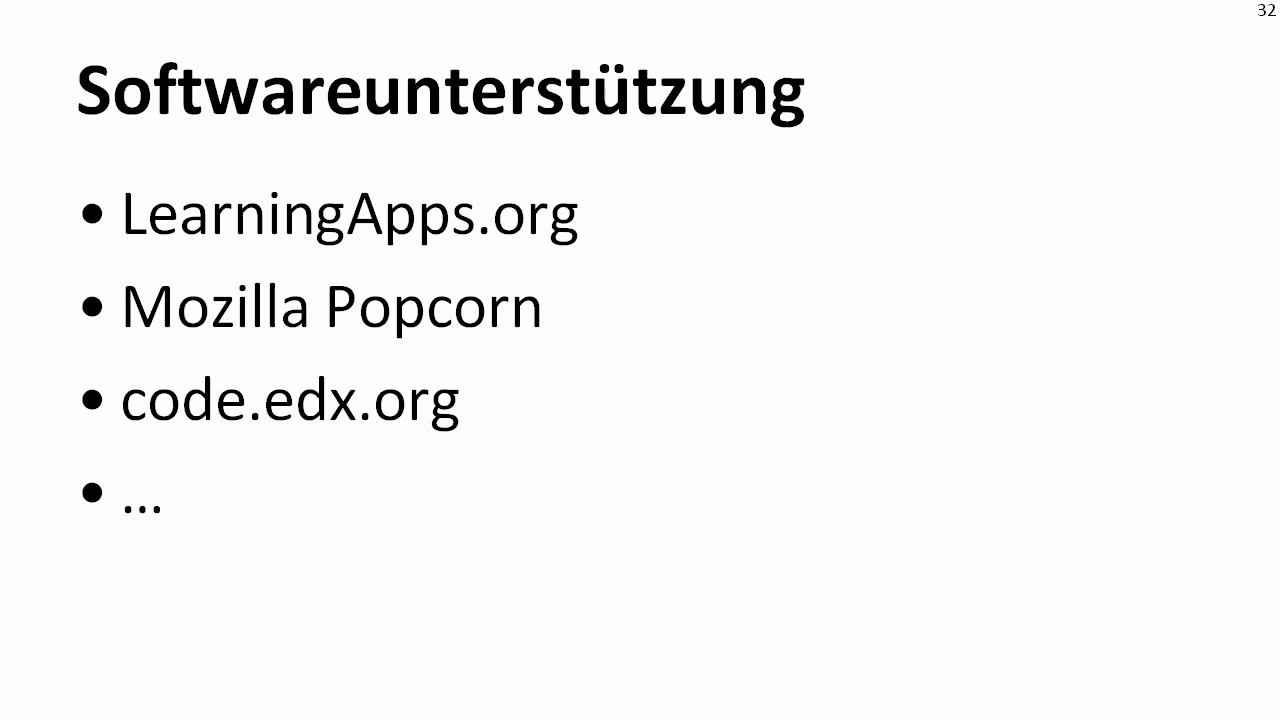 32
Softwareunterstützung
• LearningApps.org
• Mozilla Popcorn
• code.edx.org
• ...